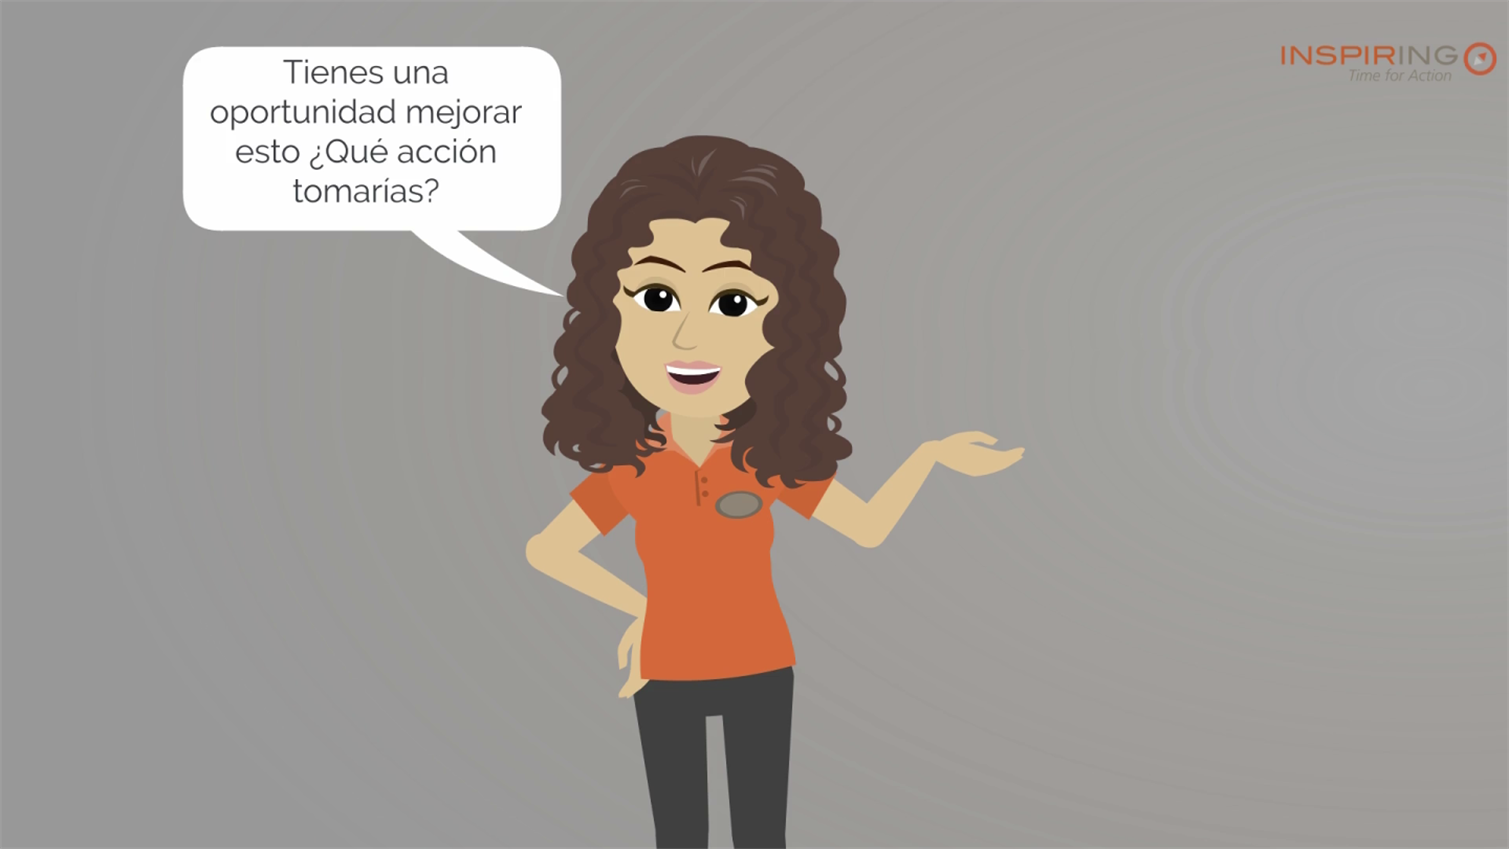 Tienes una
oportunidad mejorar
esto ¿Qué acción
tomarías?
INSPIRING
Time for Action